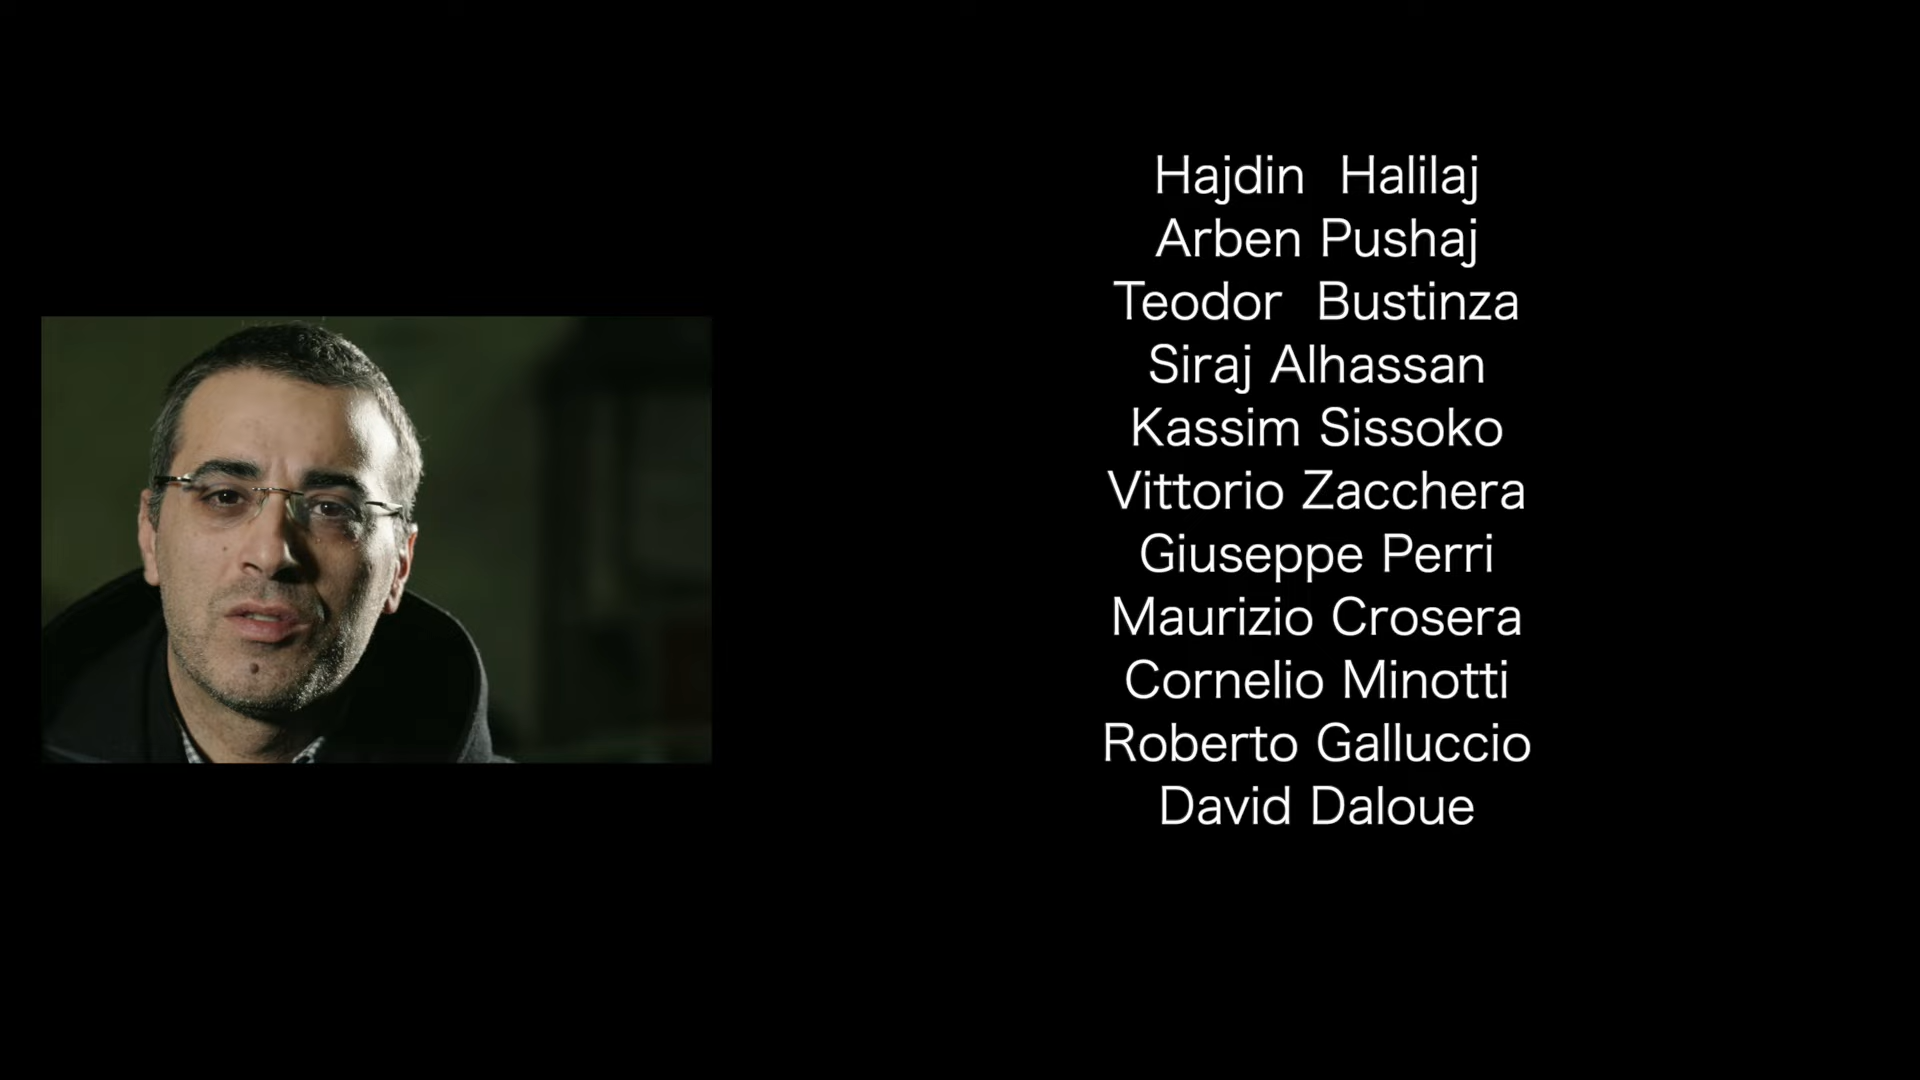 Hajdin  Halilaj
Arben Pushaj
Teodor  Bustinza
Siraj Alhassan
Kassim Sissoko
Vittorio Zacchera
Giuseppe Perri
Maurizio Crosera
Cornelio Minotti
Roberto Galluccio
David Daloue